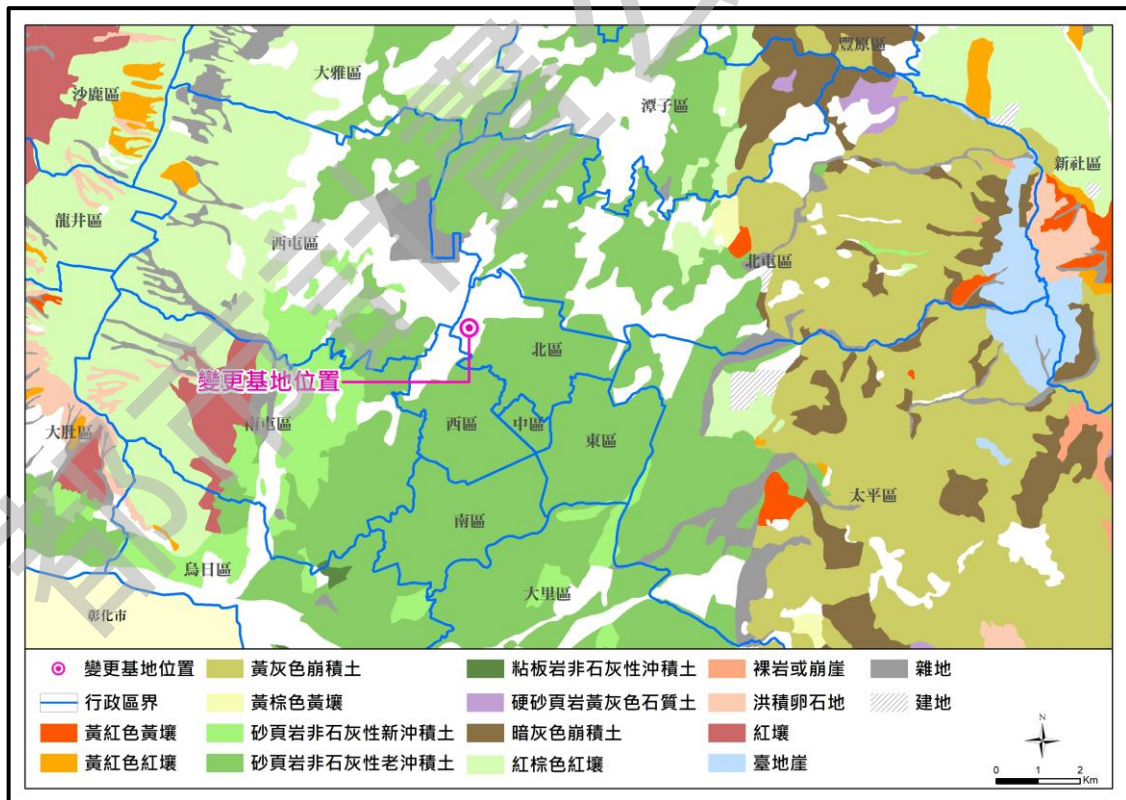 豐原區
大雅區
沙鹿區
潭子區
新社區
龍井區
西屯區
北屯區
北區
變更基地位置
南屯區
西區
中區
東區
大肚區
太平區
南區
烏日區
大里區
彰化市
變更基地位置
行政區界
黃紅色黃壤
黃紅色紅壤
黃灰色崩積土
黃棕色黃壤
砂頁岩非石灰性新沖積土
砂頁岩非石灰性老沖積土
粘板岩非石灰性沖積土
硬砂頁岩黃灰色石質土
暗灰色崩積土
紅棕色紅壤
裸岩或崩崖
洪積卵石地
紅壤
臺地崖
雜地
建地
N
0 1 2
Km